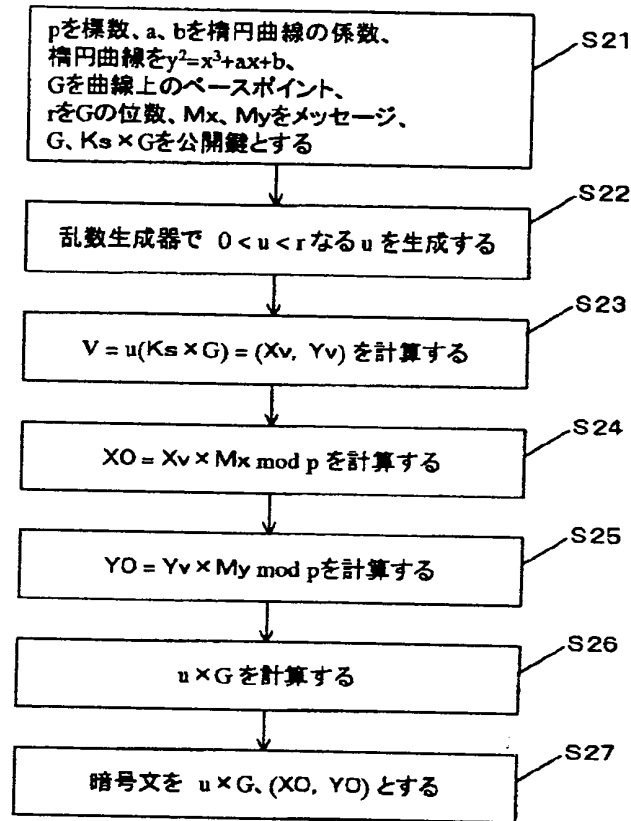 pを標数、a、bを楕円曲線の係数、
楕円曲線をy²=x³+ax+b、
Gを曲線上のベースポイント、
rをGの位数、Mx、Myをメッセージ、
G、Ks×Gを公開鍵とする
S21
乱数生成器で 0<u<rなるuを生成する
S22
V=u(Ks×G)=(Xv, Yv)を計算する
S23
X0=Xv×Mx mod pを計算する
S24
Y0=Yv×My mod pを計算する
S25
u×Gを計算する
S26
暗号文を u×G、(X0, Y0)とする
S27